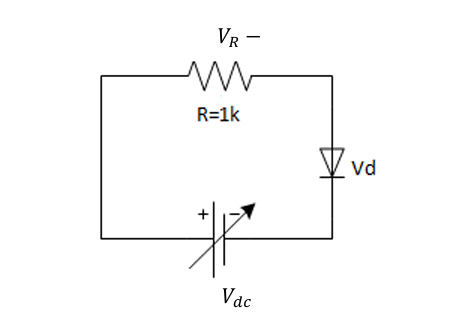 V_R −
R=1k
Vd
+ −
V_dc